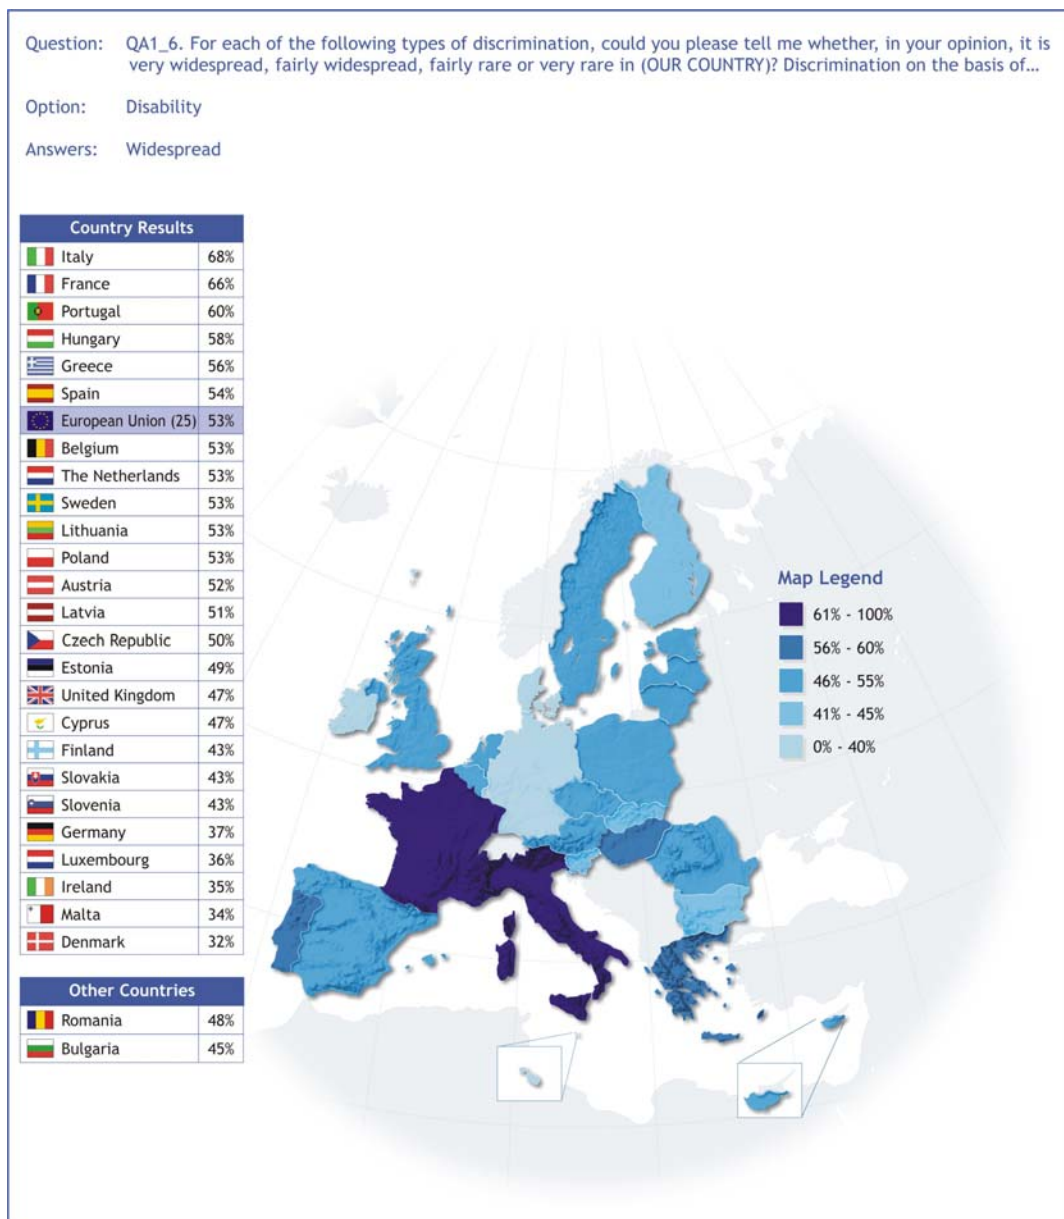 Question: QA1_6. For each of the following types of discrimination, could you please tell me whether, in your opinion, it is
very widespread, fairly widespread, fairly rare or very rare in (OUR COUNTRY)? Discrimination on the basis of...
Option: Disability
Answers: Widespread
Country Results
Italy 68%
France 66%
Portugal 60%
Hungary 58%
Greece 56%
Spain 54%
European Union (25) 53%
Belgium 53%
The Netherlands 53%
Sweden 53%
Lithuania 53%
Poland 53%
Austria 52%
Latvia 51%
Czech Republic 50%
Estonia 49%
United Kingdom 47%
Cyprus 47%
Finland 43%
Slovakia 43%
Slovenia 43%
Germany 37%
Luxembourg 36%
Ireland 35%
Malta 34%
Denmark 32%
Other Countries
Romania 48%
Bulgaria 45%
Map Legend
61% - 100%
56% - 60%
46% - 55%
41% - 45%
0% - 40%